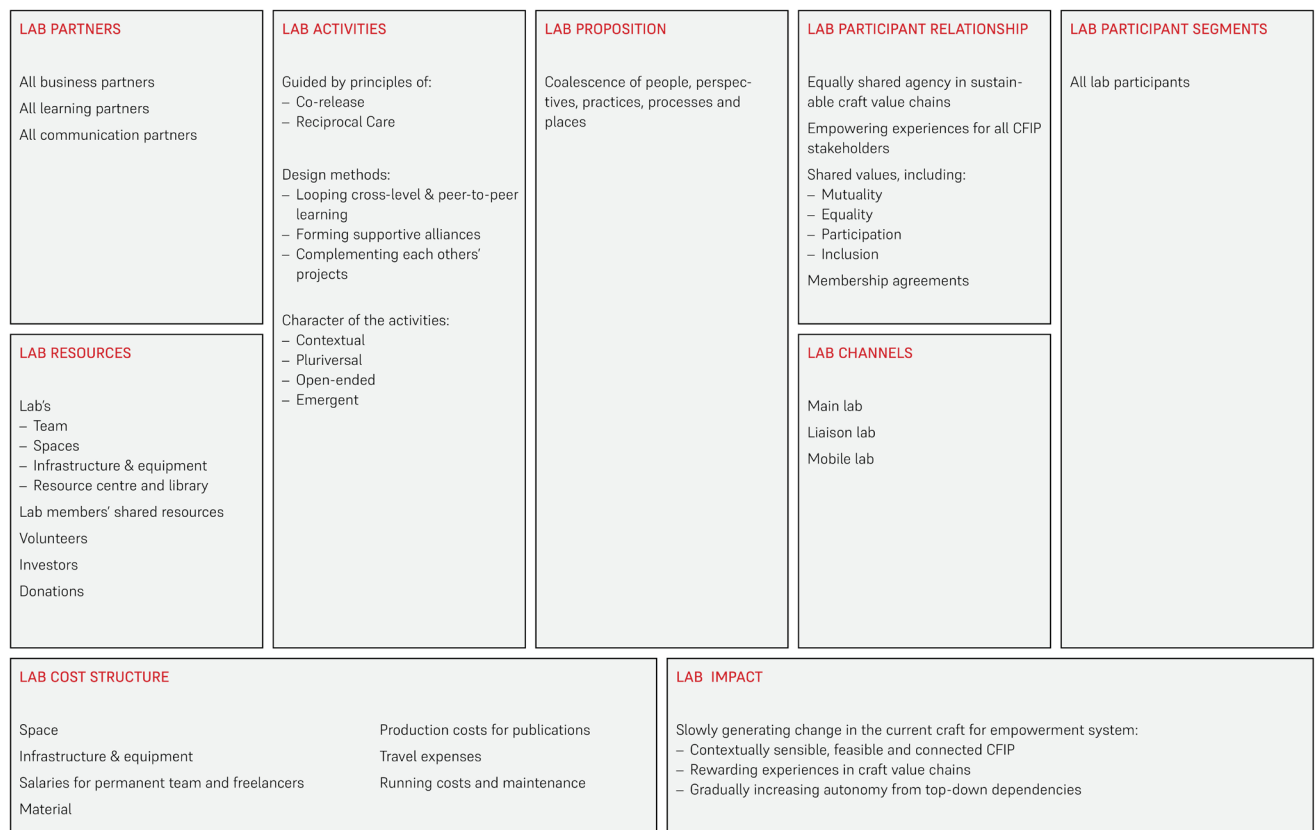 LAB PARTNERS
All business partners
All learning partners
All communication partners
LAB RESOURCES
Lab's
– Team
– Spaces
– Infrastructure & equipment
– Resource centre and library
Lab members' shared resources
Volunteers
Investors
Donations
LAB ACTIVITIES
Guided by principles of:
– Co-release
– Reciprocal Care
Design methods:
– Looping cross-level & peer-to-peer
learning
– Forming supportive alliances
– Complementing each others'
projects
Character of the activities:
– Contextual
– Pluriversal
– Open-ended
– Emergent
LAB PROPOSITION
Coalescence of people, perspec-
tives, practices, processes and
places
LAB PARTICIPANT RELATIONSHIP
Equally shared agency in sustain-
able craft value chains
Empowering experiences for all CFIP
stakeholders
Shared values, including:
– Mutuality
– Equality
– Participation
– Inclusion
Membership agreements
LAB CHANNELS
Main lab
Liaison lab
Mobile lab
LAB PARTICIPANT SEGMENTS
All lab participants
LAB COST STRUCTURE
Space
Infrastructure & equipment
Salaries for permanent team and freelancers
Material
Production costs for publications
Travel expenses
Running costs and maintenance
LAB IMPACT
Slowly generating change in the current craft for empowerment system:
– Contextually sensible, feasible and connected CFIP
– Rewarding experiences in craft value chains
– Gradually increasing autonomy from top-down dependencies